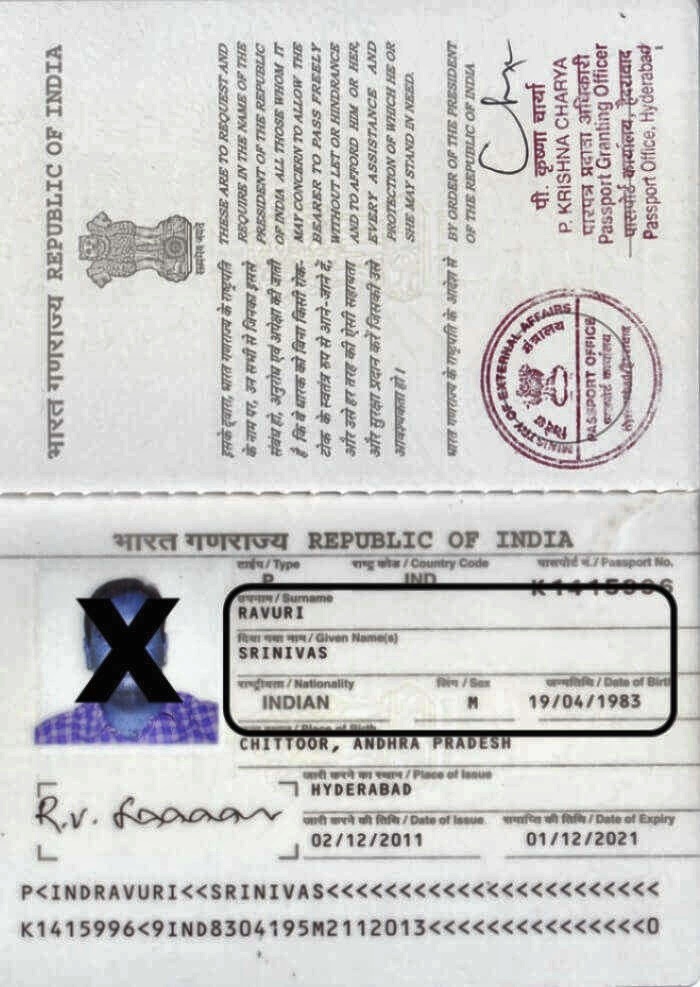 भारत गणराज्य REPUBLIC OF INDIA
सत्यमेव जयते
THESE ARE TO REQUEST AND
REQUIRE IN THE NAME OF THE
PRESIDENT OF THE REPUBLIC
OF INDIA ALL THOSE WHOM IT
MAY CONCERN TO ALLOW THE
BEARER TO PASS FREELY
WITHOUT LET OR HINDRANCE
AND TO AFFORD HIM OR HER,
EVERY ASSISTANCE AND
PROTECTION OF WHICH HE OR
SHE MAY STAND IN NEED.
BY ORDER OF THE PRESIDENT
OF THE REPUBLIC OF INDIA
इसके द्वारा, भारत गणराज्य के राष्ट्रपति
के नाम पर, उन सभी से जिनका इससे
संबंध हो, अनुरोध एवं अपेक्षा की जाती
है कि वे धारक को बिना किसी रोक-
टोक के स्वतंत्र रूप से आने-जाने दें,
और उसे हर तरह की ऐसी सहायता
और सुरक्षा प्रदान करें जिसकी उसे
आवश्यकता हो।
भारत गणराज्य के राष्ट्रपति के आदेश से
पी. कृष्णा चार्या
P. KRISHNA CHARYA
पारपत्र प्रदाता अधिकारी
Passport Granting Officer
पासपोर्ट कार्यालय, हैदराबाद
Passport Office, Hyderabad
MINISTRY OF EXTERNAL AFFAIRS
विदेश मंत्रालय
PASSPORT OFFICE
पासपोर्ट कार्यालय
भारत गणराज्य REPUBLIC OF INDIA
टाईप / Type राष्ट्र कोड / Country Code पासपोर्ट नं. / Passport No.
P IND K1415996
उपनाम / Surname
RAVURI
दिया गया नाम / Given Name(s)
SRINIVAS
राष्ट्रीयता / Nationality लिंग / Sex जन्मतिथि / Date of Birth
INDIAN M 19/04/1983
Place of Birth
CHITTOOR, ANDHRA PRADESH
जारी करने का स्थान / Place of Issue
HYDERABAD
जारी करने की तिथि / Date of Issue समाप्ति की तिथि / Date of Expiry
02/12/2011 01/12/2021
R.v.
P<INDRAVURI<<SRINIVAS<<<<<<<<<<<<<<<<<<<<<<<
K1415996<9IND8304195M2112013<<<<<<<<<<<<<<<0